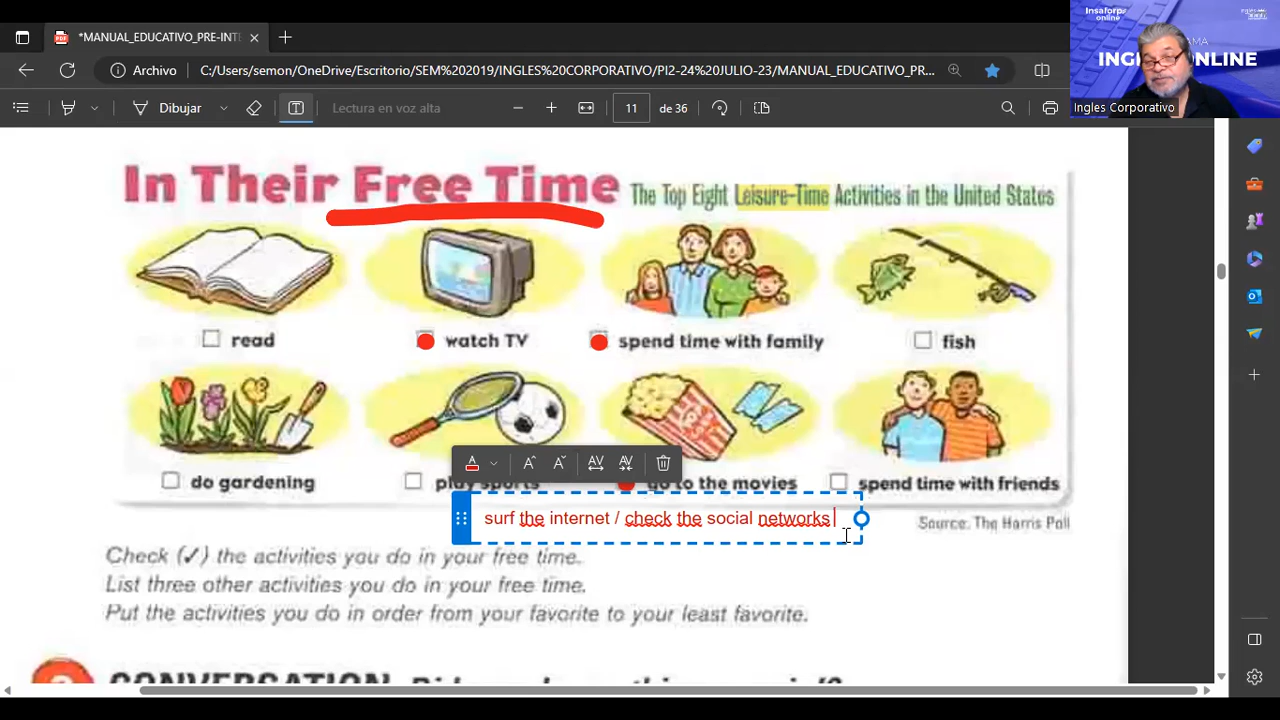 *MANUAL_EDUCATIVO_PRE-INTE
Archivo
C:/Users/semon/OneDrive/Escritorio/SEM%202019/INGLES%20CORPORATIVO/PI2-24%20JULIO-23/MANUAL_EDUCATIVO_PR...
Insaforp online
INGL ONLINE
Ingles Corporativo
Dibujar
Lectura en voz alta
11 de 36
In Their Free Time The Top Eight Leisure-Time Activities in the United States
read watch TV spend time with family fish
do gardening play sports go to the movies spend time with friends
surf the internet / check the social networks
Source: The Harris Poll
Check (✓) the activities you do in your free time.
List three other activities you do in your free time.
Put the activities you do in order from your favorite to your least favorite.
CONVERSATION